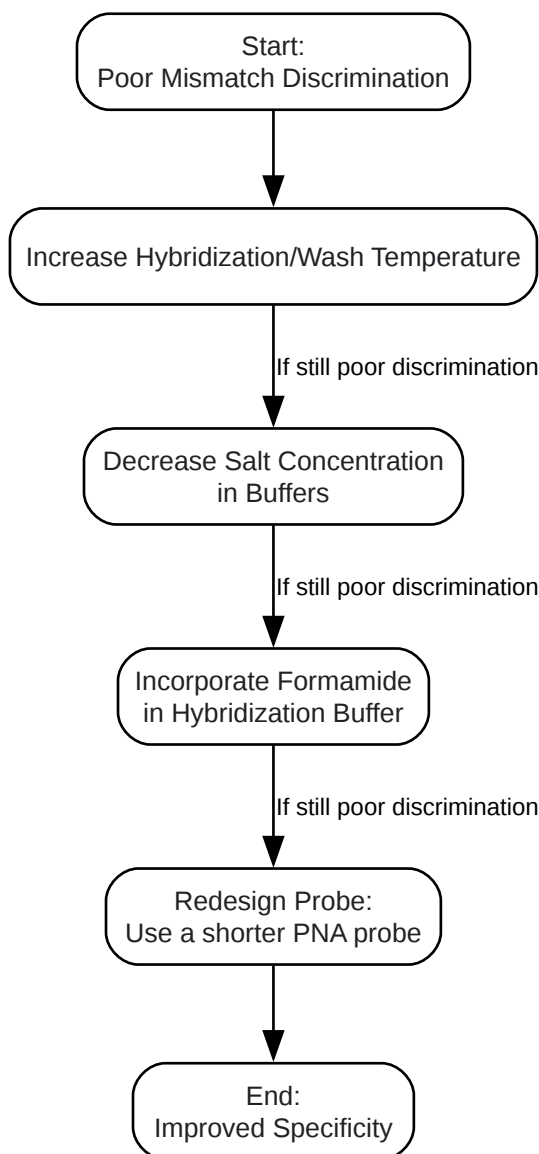 Start:
Poor Mismatch Discrimination
Increase Hybridization/Wash Temperature
If still poor discrimination
Decrease Salt Concentration
in Buffers
If still poor discrimination
Incorporate Formamide
in Hybridization Buffer
If still poor discrimination
Redesign Probe:
Use a shorter PNA probe
End:
Improved Specificity